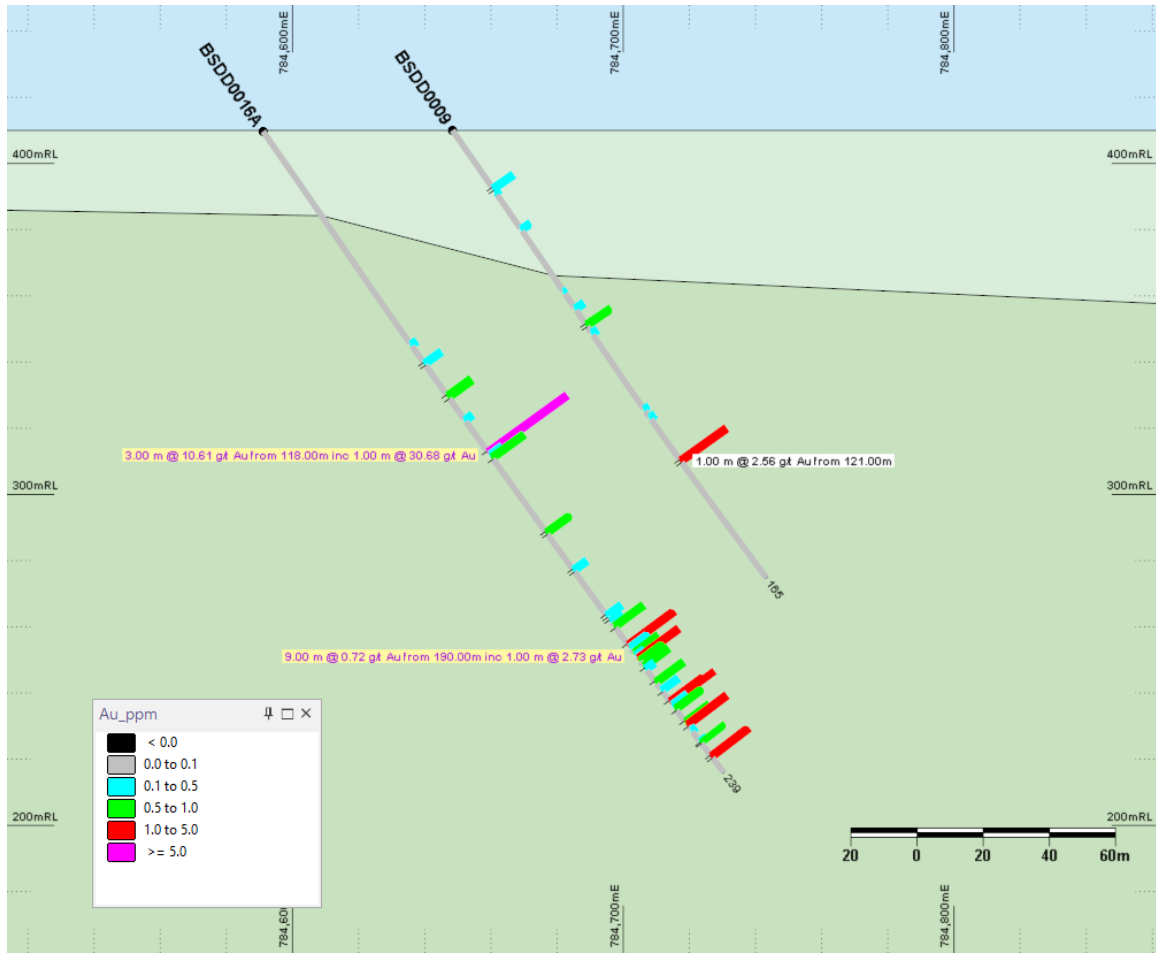 784,600mE
784,700mE
784,800mE
BSDD0016A
BSDD0009
400mRL
400mRL
3.00 m @ 10.61 g/t Au from 118.00m inc 1.00 m @ 30.68 g/t Au
1.00 m @ 2.56 g/t Au from 121.00m
300mRL
300mRL
165
9.00 m @ 0.72 g/t Au from 190.00m inc 1.00 m @ 2.73 g/t Au
239
Au_ppm
< 0.0
0.0 to 0.1
0.1 to 0.5
0.5 to 1.0
1.0 to 5.0
>= 5.0
200mRL
200mRL
20 0 20 40 60m
784,600
784,700mE
784,800mE